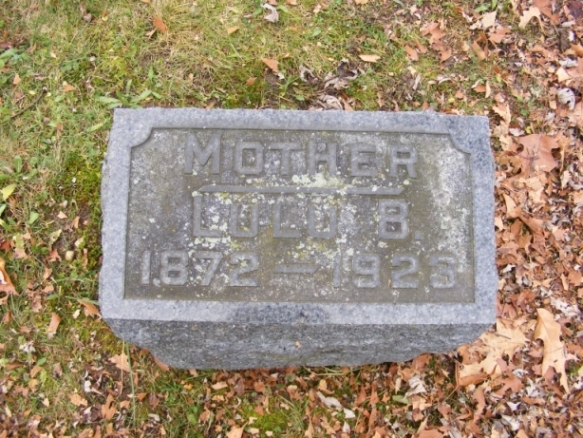 MOTHER
LULU B
1872 — 1923